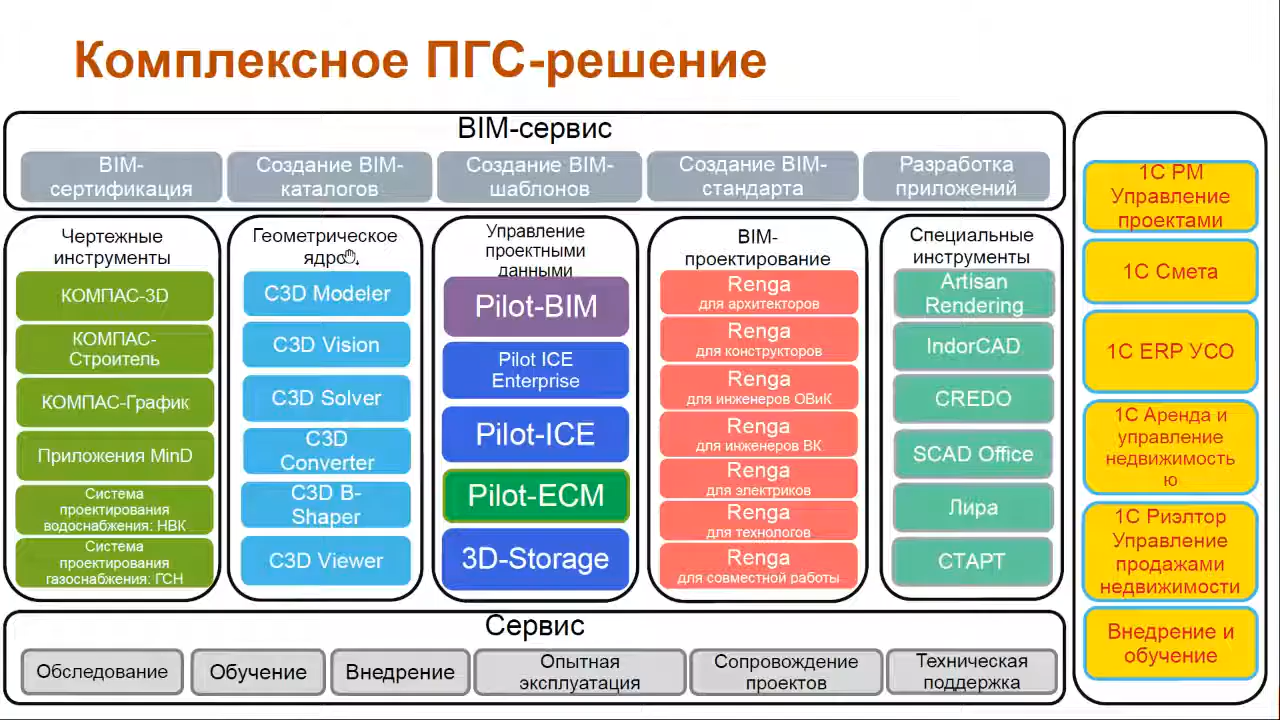 Комплексное ПГС-решение
BIM-сервис
BIM-
сертификация
Создание BIM-
каталогов
Создание BIM-
шаблонов
Создание BIM-
стандарта
Разработка
приложений
Чертежные
инструменты
КОМПАС-3D
КОМПАС-
Строитель
КОМПАС-График
Приложения MinD
Система
проектирования
водоснабжения: НВК
Система
проектирования
газоснабжения: ГСН
Геометрическое
ядро
C3D Modeler
C3D Vision
C3D Solver
C3D
Converter
C3D B-
Shaper
C3D Viewer
Управление
проектными
данными
Pilot-BIM
Pilot ICE
Enterprise
Pilot-ICE
Pilot-ECM
3D-Storage
BIM-
проектирование
Renga
для архитекторов
Renga
для конструкторов
Renga
для инженеров ОВиК
Renga
для инженеров ВК
Renga
для электриков
Renga
для технологов
Renga
для совместной работы
Специальные
инструменты
Artisan
Rendering
IndorCAD
CREDO
SCAD Office
Лира
СТАРТ
1С PM
Управление
проектами
1С Смета
1С ERP УСО
1С Аренда и
управление
недвижимость
ю
1С Риэлтор
Управление
продажами
недвижимости
Внедрение и
обучение
Сервис
Обследование
Обучение
Внедрение
Опытная
эксплуатация
Сопровождение
проектов
Техническая
поддержка